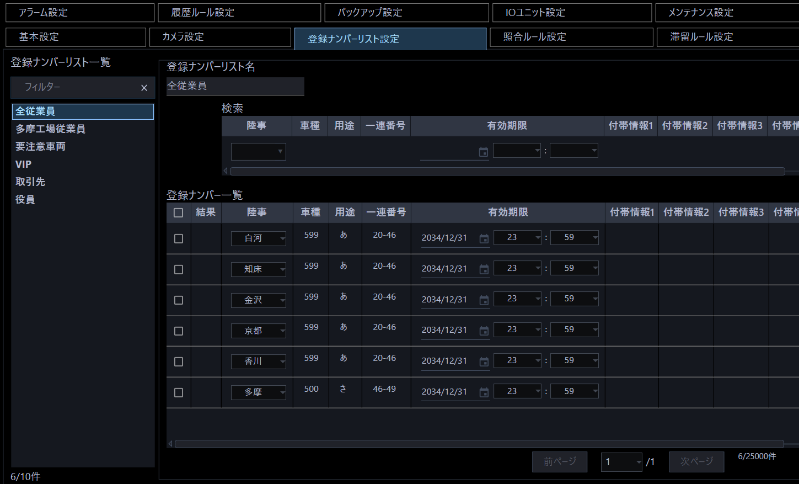 アラーム設定 履歴ルール設定 バックアップ設定 IOユニット設定 メンテナンス設定
基本設定 カメラ設定 登録ナンバーリスト設定 照合ルール設定 滞留ルール設定
登録ナンバーリスト一覧
フィルター x
全従業員
多摩工場従業員
要注意車両
VIP
取引先
役員
6/10件
登録ナンバーリスト名
全従業員
検索
陸事 車種 用途 一連番号 有効期限 付帯情報1 付帯情報2 付帯情報3 付帯情
:
登録ナンバー一覧
結果 陸事 車種 用途 一連番号 有効期限 付帯情報1 付帯情報2 付帯情報3 付帯情
白河 599 あ 20-46 2034/12/31 23 : 59
知床 599 あ 20-46 2034/12/31 23 : 59
金沢 599 あ 20-46 2034/12/31 23 : 59
京都 599 あ 20-46 2034/12/31 23 : 59
香川 599 あ 20-46 2034/12/31 23 : 59
多摩 500 さ 46-49 2034/12/31 23 : 59
前ページ 1 /1 次ページ 6/25000件